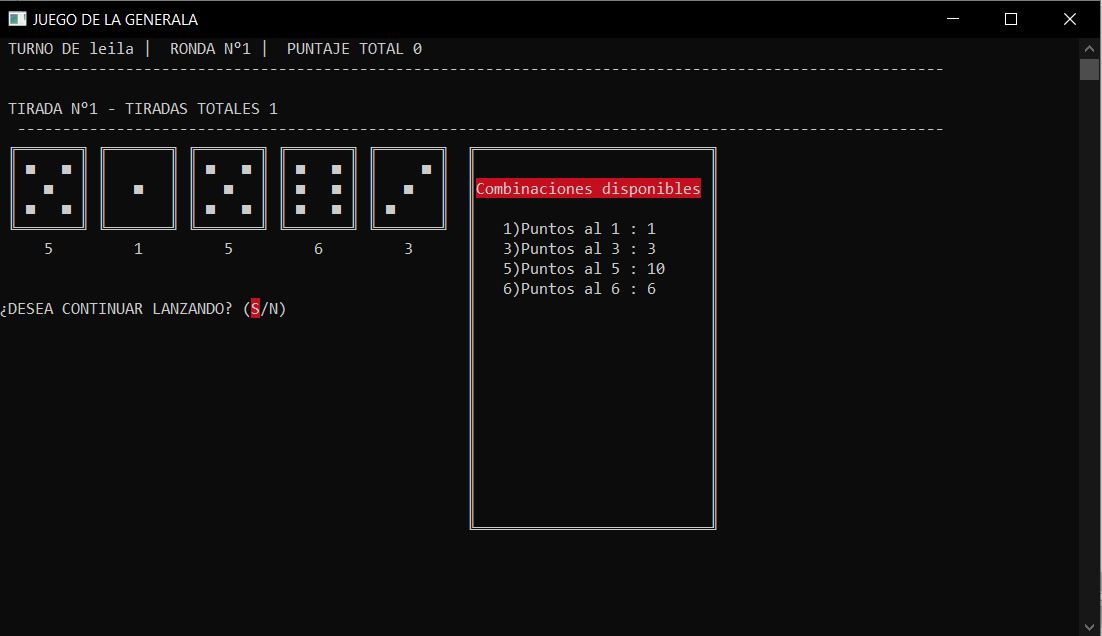 JUEGO DE LA GENERALA
TURNO DE leila | RONDA Nº1 | PUNTAJE TOTAL 0
TIRADA Nº1 - TIRADAS TOTALES 1
5 1 5 6 3
Combinaciones disponibles
1)Puntos al 1 : 1
3)Puntos al 3 : 3
5)Puntos al 5 : 10
6)Puntos al 6 : 6
¿DESEA CONTINUAR LANZANDO? (S/N)